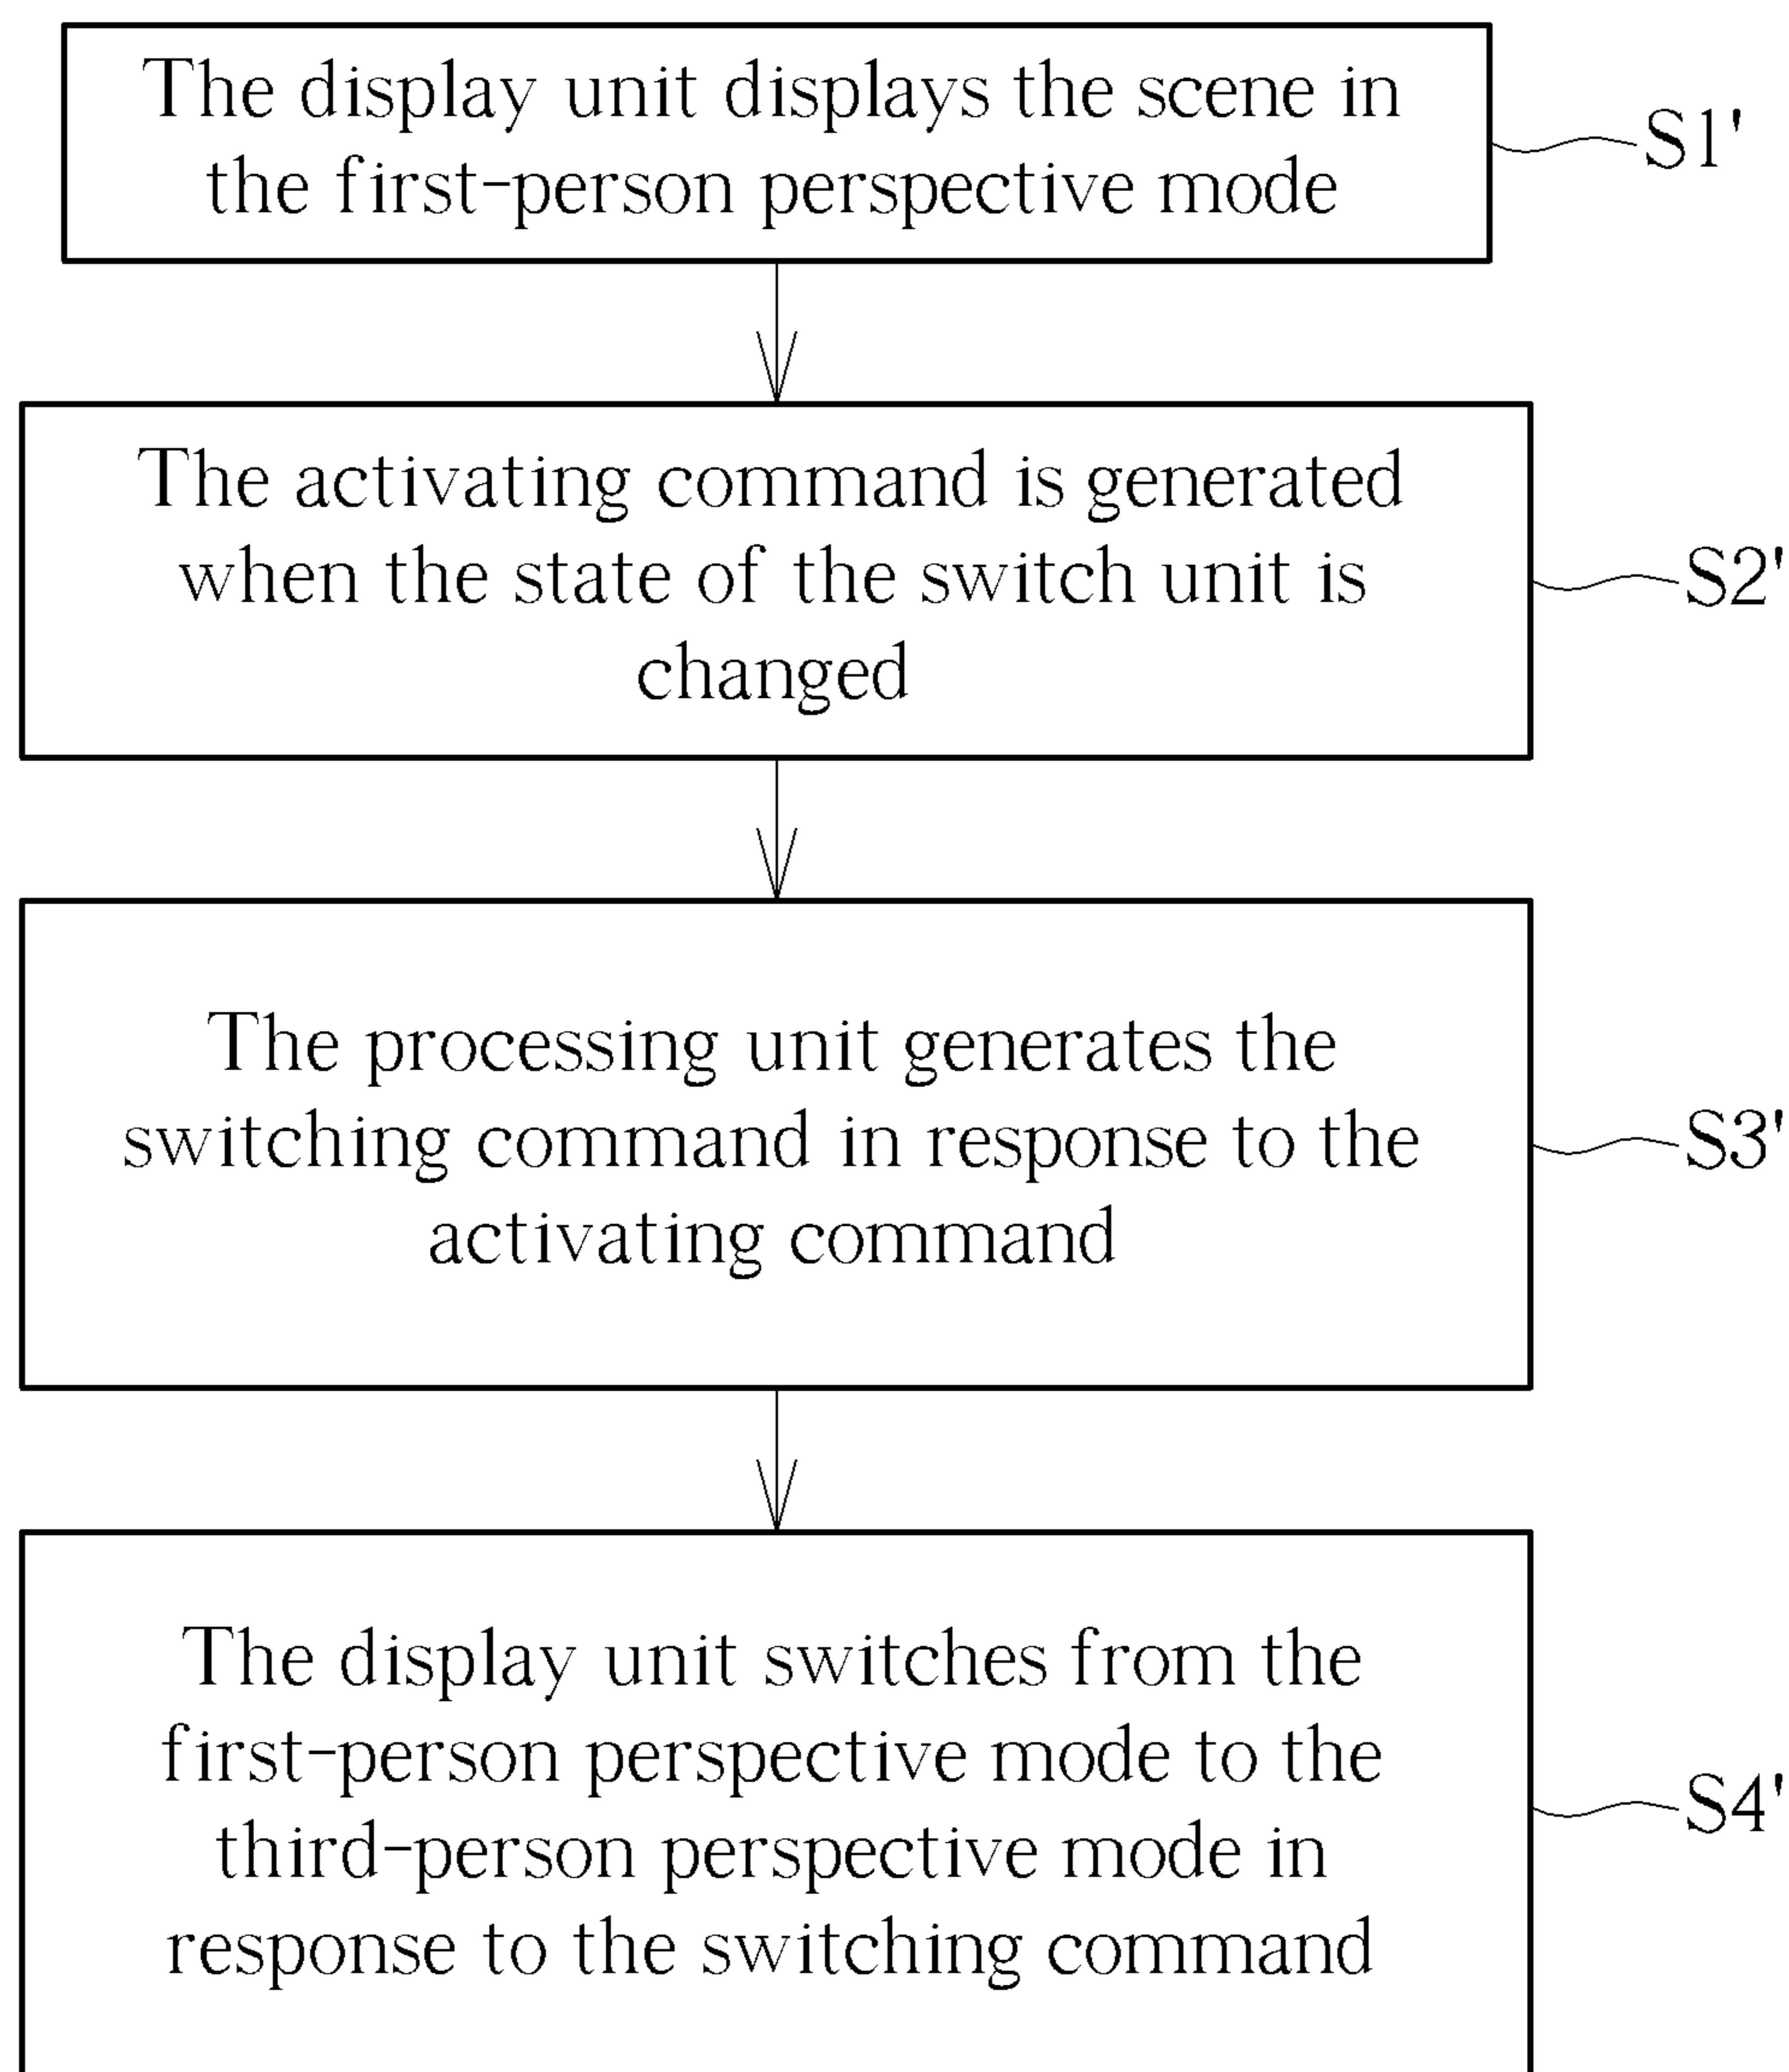 The display unit displays the scene in
the first-person perspective mode
S1'
The activating command is generated
when the state of the switch unit is
changed
S2'
The processing unit generates the
switching command in response to the
activating command
S3'
The display unit switches from the
first-person perspective mode to the
third-person perspective mode in
response to the switching command
S4'